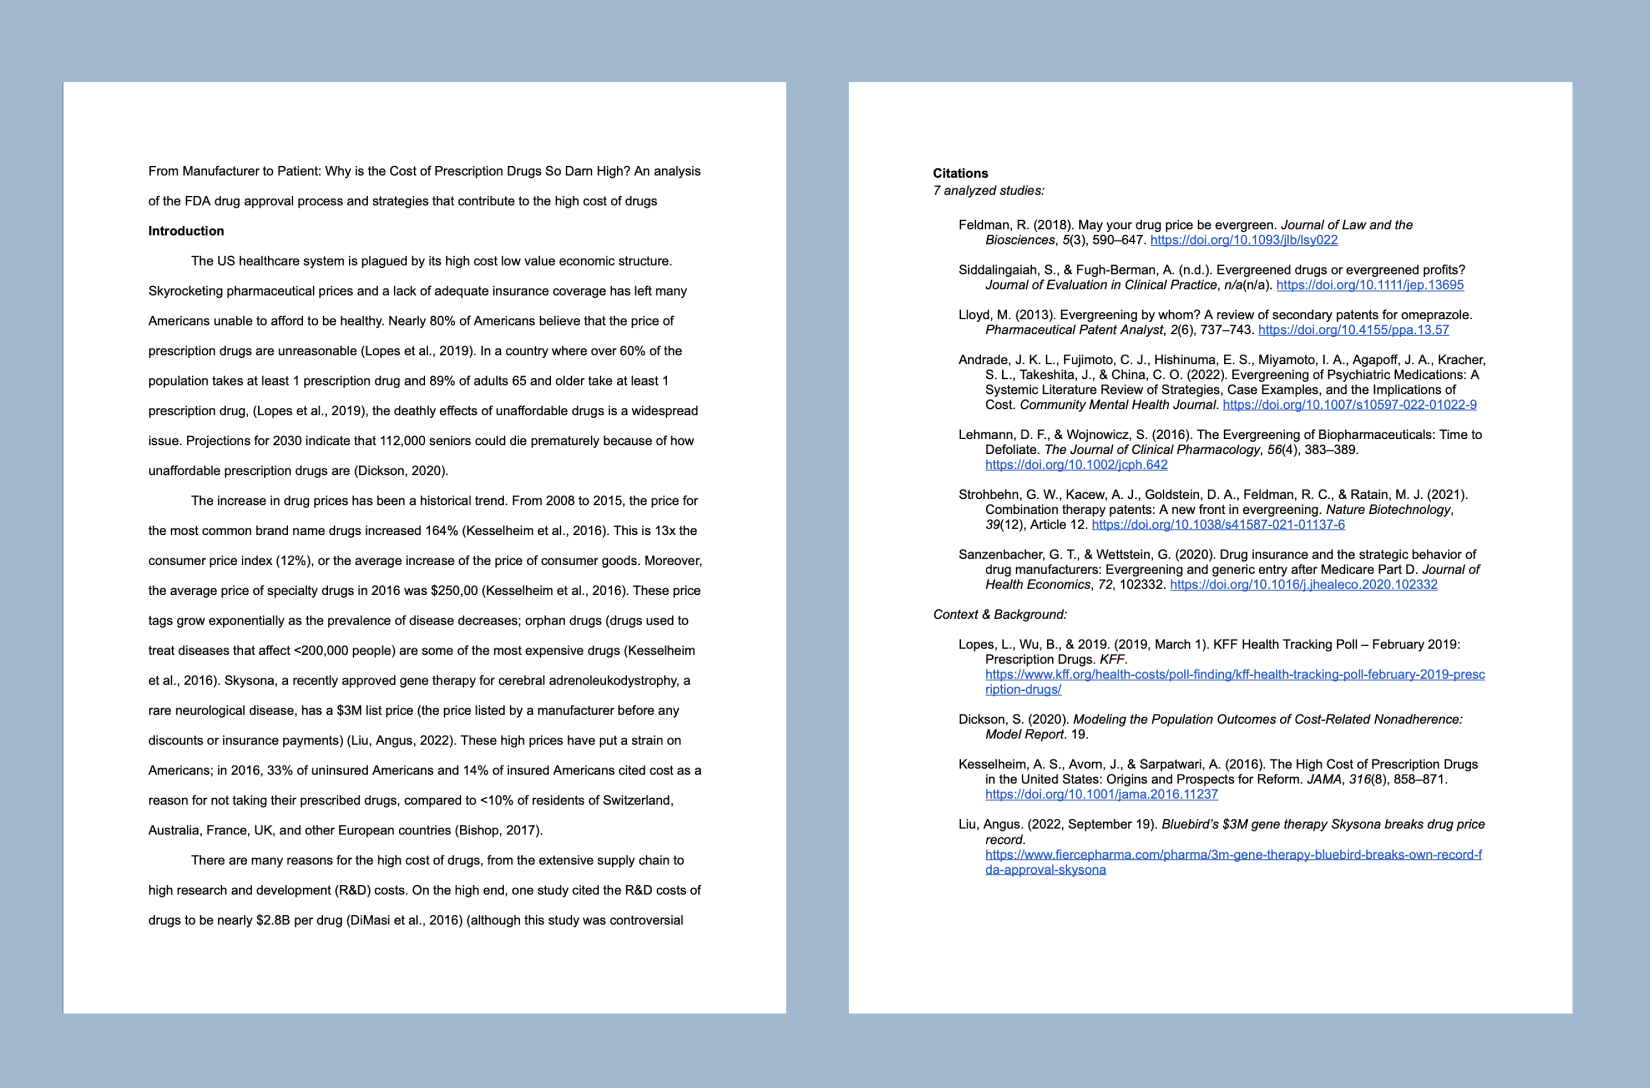 From Manufacturer to Patient: Why is the Cost of Prescription Drugs So Darn High? An analysis
of the FDA drug approval process and strategies that contribute to the high cost of drugs
Introduction
The US healthcare system is plagued by its high cost low value economic structure.
Skyrocketing pharmaceutical prices and a lack of adequate insurance coverage has left many
Americans unable to afford to be healthy. Nearly 80% of Americans believe that the price of
prescription drugs are unreasonable (Lopes et al., 2019). In a country where over 60% of the
population takes at least 1 prescription drug and 89% of adults 65 and older take at least 1
prescription drug, (Lopes et al., 2019), the deathly effects of unaffordable drugs is a widespread
issue. Projections for 2030 indicate that 112,000 seniors could die prematurely because of how
unaffordable prescription drugs are (Dickson, 2020).
The increase in drug prices has been a historical trend. From 2008 to 2015, the price for
the most common brand name drugs increased 164% (Kesselheim et al., 2016). This is 13x the
consumer price index (12%), or the average increase of the price of consumer goods. Moreover,
the average price of specialty drugs in 2016 was $250,00 (Kesselheim et al., 2016). These price
tags grow exponentially as the prevalence of disease decreases; orphan drugs (drugs used to
treat diseases that affect <200,000 people) are some of the most expensive drugs (Kesselheim
et al., 2016). Skysona, a recently approved gene therapy for cerebral adrenoleukodystrophy, a
rare neurological disease, has a $3M list price (the price listed by a manufacturer before any
discounts or insurance payments) (Liu, Angus, 2022). These high prices have put a strain on
Americans; in 2016, 33% of uninsured Americans and 14% of insured Americans cited cost as a
reason for not taking their prescribed drugs, compared to <10% of residents of Switzerland,
Australia, France, UK, and other European countries (Bishop, 2017).
There are many reasons for the high cost of drugs, from the extensive supply chain to
high research and development (R&D) costs. On the high end, one study cited the R&D costs of
drugs to be nearly $2.8B per drug (DiMasi et al., 2016) (although this study was controversial
Citations
7 analyzed studies:
Feldman, R. (2018). May your drug price be evergreen. Journal of Law and the
Biosciences, 5(3), 590–647. https://doi.org/10.1093/jlb/lsy022
Siddalingaiah, S., & Fugh-Berman, A. (n.d.). Evergreened drugs or evergreened profits?
Journal of Evaluation in Clinical Practice, n/a(n/a). https://doi.org/10.1111/jep.13695
Lloyd, M. (2013). Evergreening by whom? A review of secondary patents for omeprazole.
Pharmaceutical Patent Analyst, 2(6), 737–743. https://doi.org/10.4155/ppa.13.57
Andrade, J. K. L., Fujimoto, C. J., Hishinuma, E. S., Miyamoto, I. A., Agapoff, J. A., Kracher,
S. L., Takeshita, J., & China, C. O. (2022). Evergreening of Psychiatric Medications: A
Systemic Literature Review of Strategies, Case Examples, and the Implications of
Cost. Community Mental Health Journal. https://doi.org/10.1007/s10597-022-01022-9
Lehmann, D. F., & Wojnowicz, S. (2016). The Evergreening of Biopharmaceuticals: Time to
Defoliate. The Journal of Clinical Pharmacology, 56(4), 383–389.
https://doi.org/10.1002/jcph.642
Strohbehn, G. W., Kacew, A. J., Goldstein, D. A., Feldman, R. C., & Ratain, M. J. (2021).
Combination therapy patents: A new front in evergreening. Nature Biotechnology,
39(12), Article 12. https://doi.org/10.1038/s41587-021-01137-6
Sanzenbacher, G. T., & Wettstein, G. (2020). Drug insurance and the strategic behavior of
drug manufacturers: Evergreening and generic entry after Medicare Part D. Journal of
Health Economics, 72, 102332. https://doi.org/10.1016/j.jhealeco.2020.102332
Context & Background:
Lopes, L., Wu, B., & 2019. (2019, March 1). KFF Health Tracking Poll – February 2019:
Prescription Drugs. KFF.
https://www.kff.org/health-costs/poll-finding/kff-health-tracking-poll-february-2019-presc
ription-drugs/
Dickson, S. (2020). Modeling the Population Outcomes of Cost-Related Nonadherence:
Model Report. 19.
Kesselheim, A. S., Avorn, J., & Sarpatwari, A. (2016). The High Cost of Prescription Drugs
in the United States: Origins and Prospects for Reform. JAMA, 316(8), 858–871.
https://doi.org/10.1001/jama.2016.11237
Liu, Angus. (2022, September 19). Bluebird’s $3M gene therapy Skysona breaks drug price
record.
https://www.fiercepharma.com/pharma/3m-gene-therapy-bluebird-breaks-own-record-f
da-approval-skysona